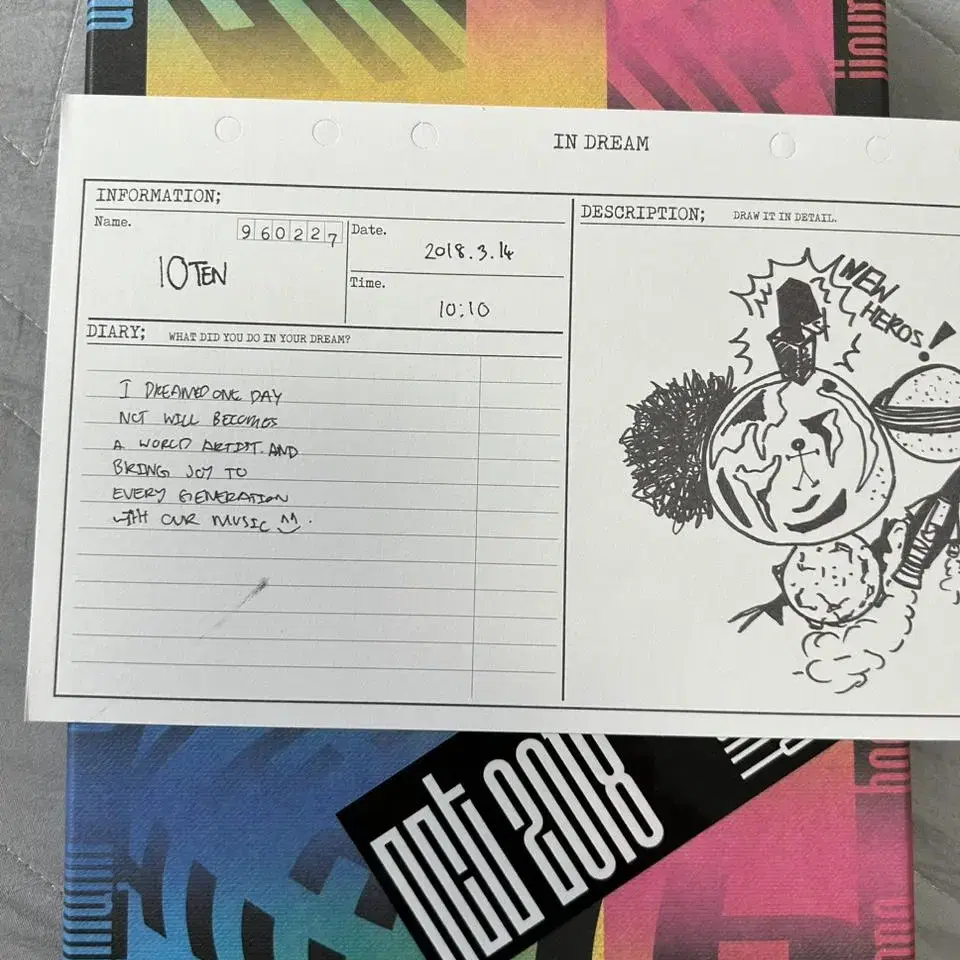 IN DREAM
INFORMATION;
Name.
960227
10TEN
Date.
2018.3.14
Time.
10:10
DIARY; WHAT DID YOU DO IN YOUR DREAM?
I DREAMED ONE DAY
NCT WILL BECOMES
A WORLD ARTIST. AND
BRING JOY TO
EVERY GENERATION
WITH OUR MUSIC
DESCRIPTION; DRAW IT IN DETAIL.
NEW
HEROS!
NCT
nct 2018